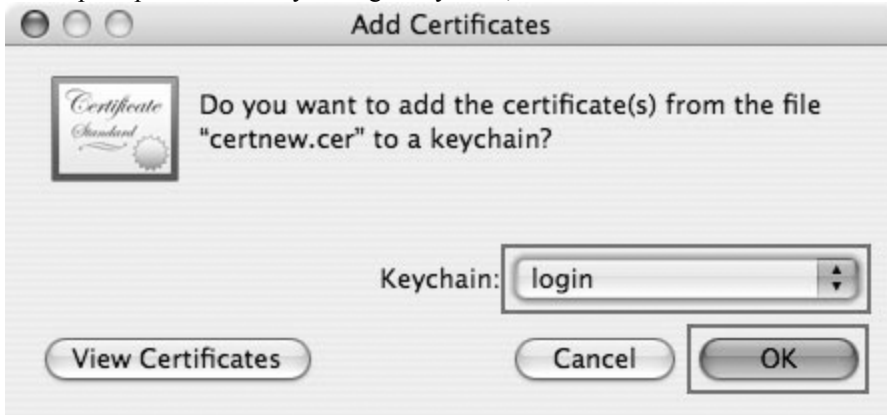 Add Certificates
Certificate
Standard
Do you want to add the certificate(s) from the file
“certnew.cer” to a keychain?
Keychain: login
View Certificates Cancel OK